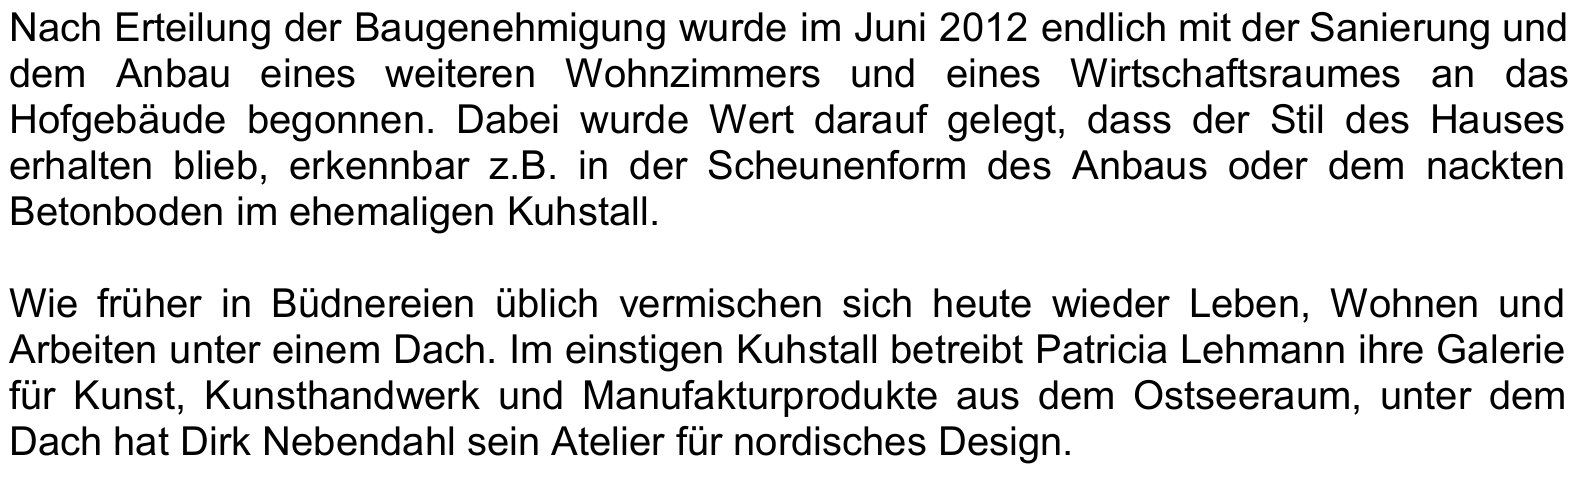 Nach Erteilung der Baugenehmigung wurde im Juni 2012 endlich mit der Sanierung und
dem Anbau eines weiteren Wohnzimmers und eines Wirtschaftsraumes an das
Hofgebäude begonnen. Dabei wurde Wert darauf gelegt, dass der Stil des Hauses
erhalten blieb, erkennbar z.B. in der Scheunenform des Anbaus oder dem nackten
Betonboden im ehemaligen Kuhstall.

Wie früher in Büdnereien üblich vermischen sich heute wieder Leben, Wohnen und
Arbeiten unter einem Dach. Im einstigen Kuhstall betreibt Patricia Lehmann ihre Galerie
für Kunst, Kunsthandwerk und Manufakturprodukte aus dem Ostseeraum, unter dem
Dach hat Dirk Nebendahl sein Atelier für nordisches Design.